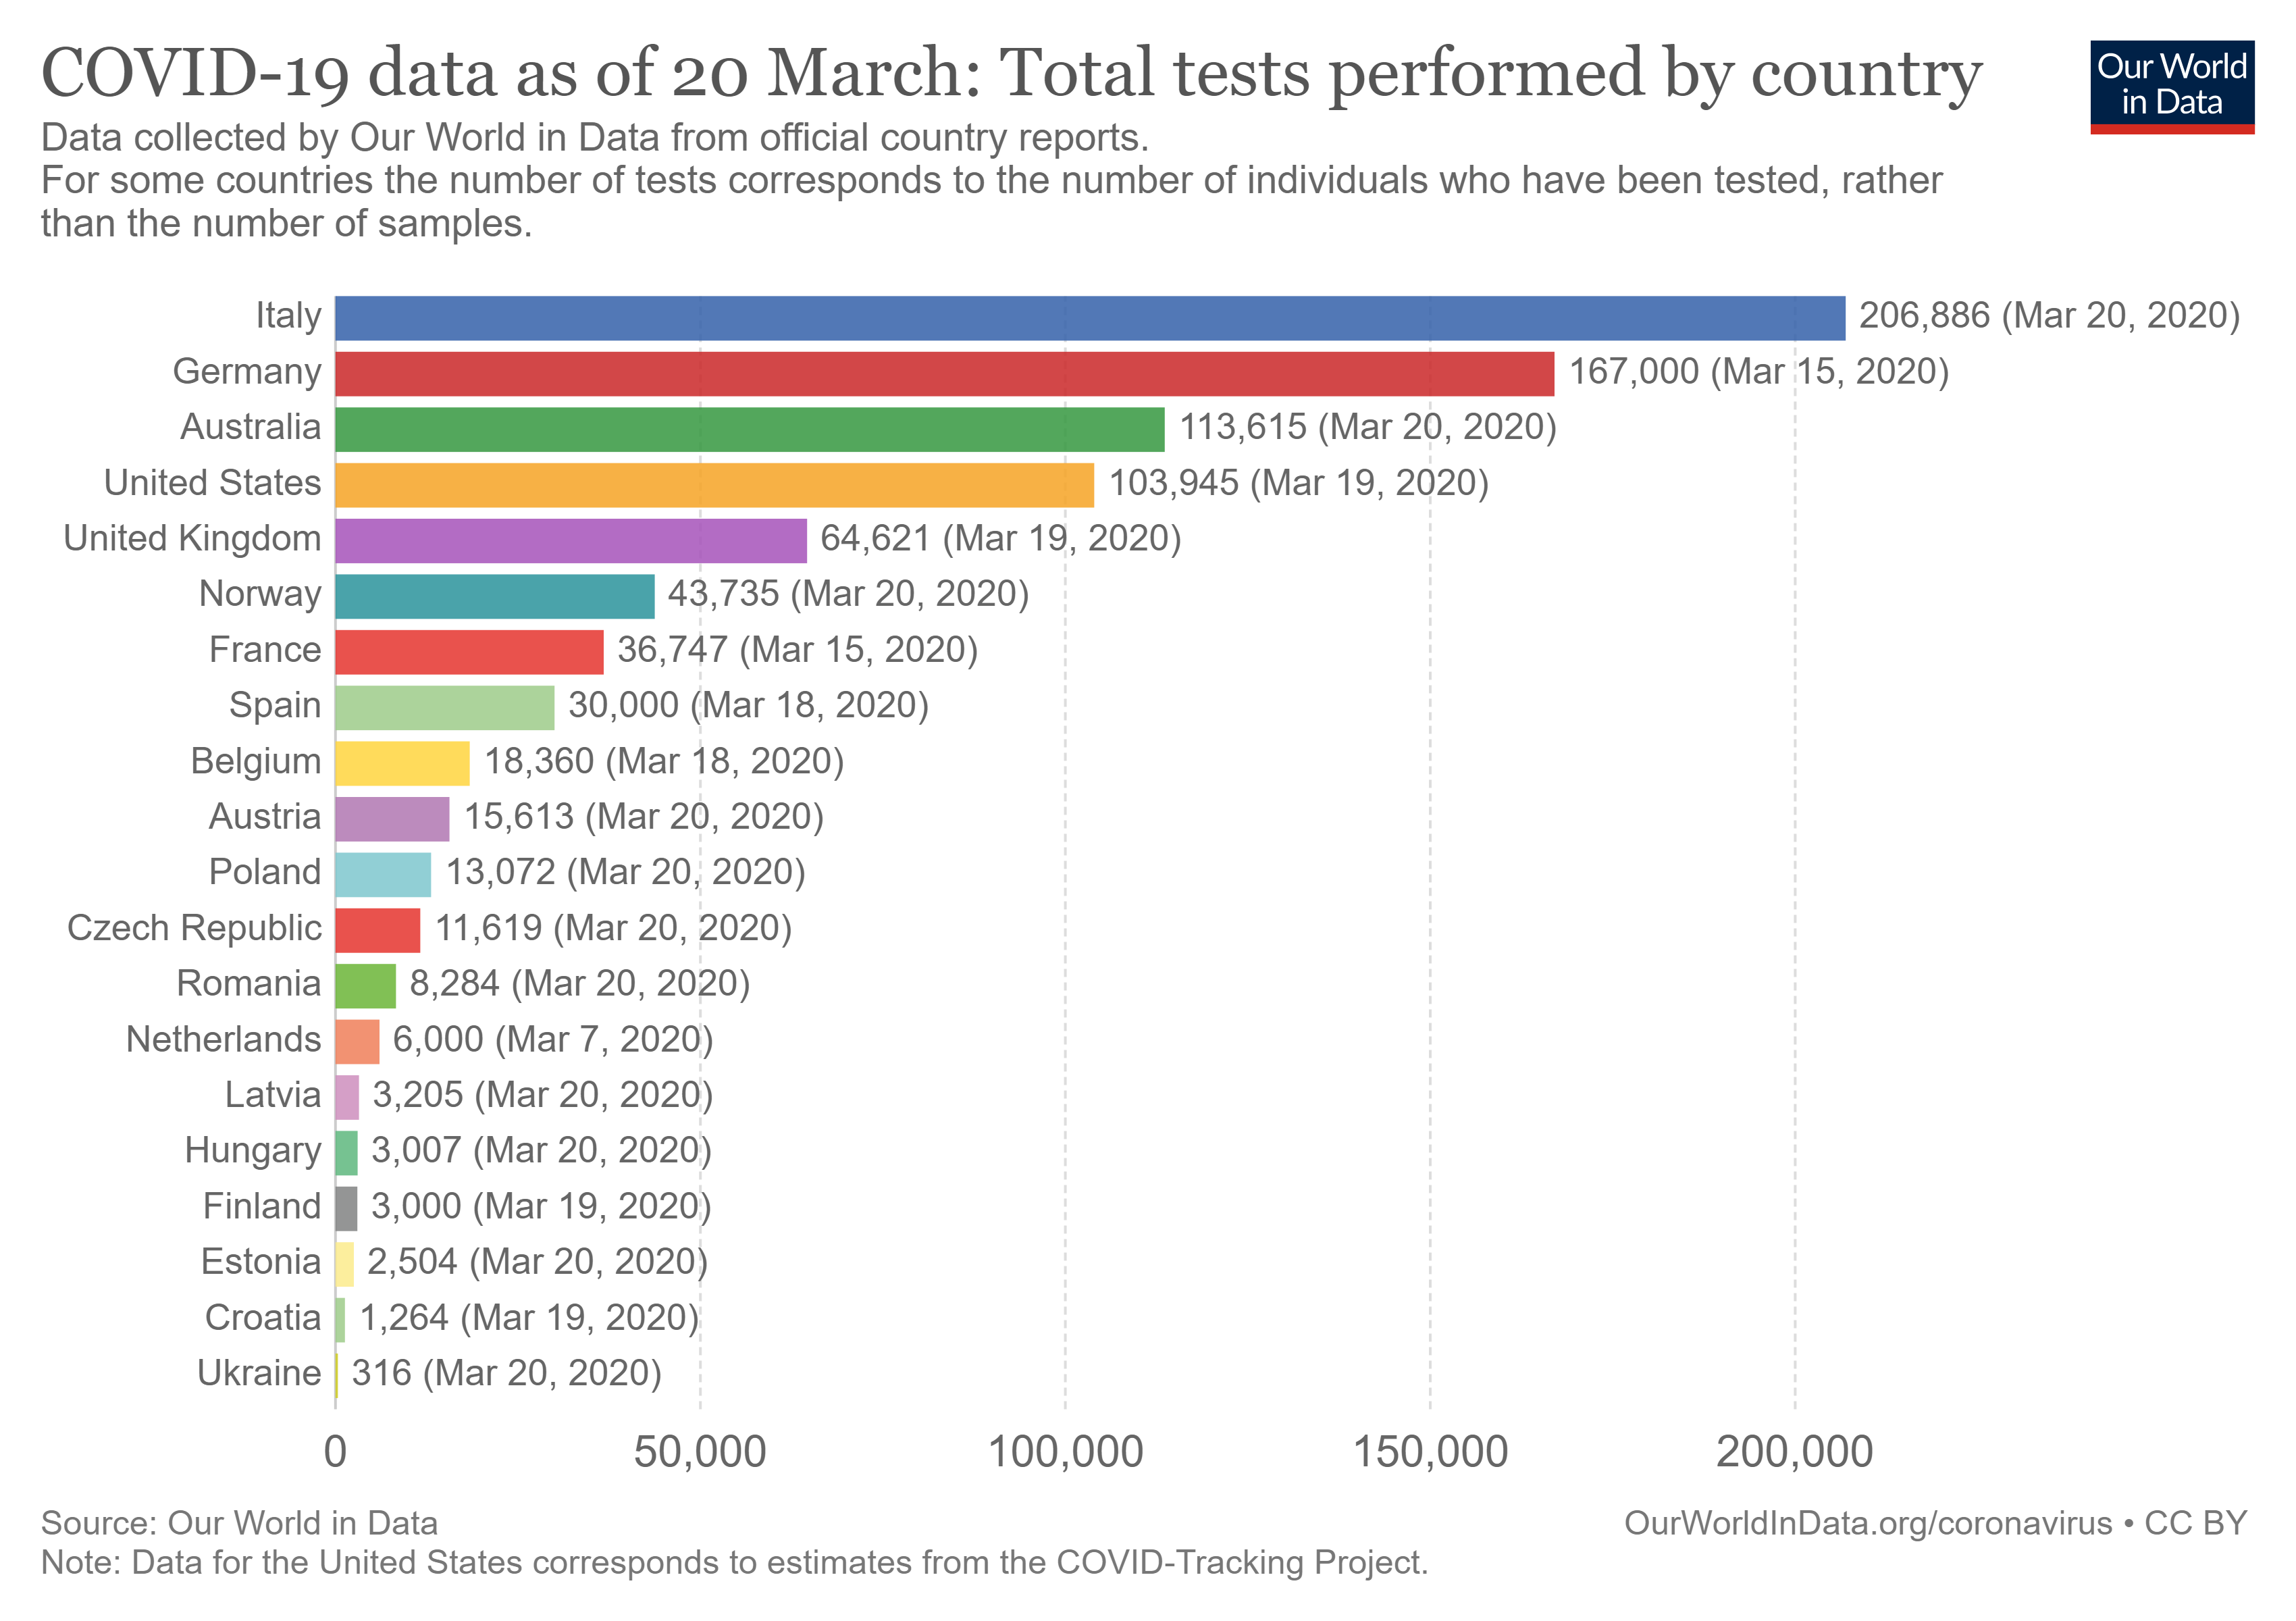 COVID-19 data as of 20 March: Total tests performed by country
Our World
in Data
Data collected by Our World in Data from official country reports.
For some countries the number of tests corresponds to the number of individuals who have been tested, rather
than the number of samples.
Italy 206,886 (Mar 20, 2020)
Germany 167,000 (Mar 15, 2020)
Australia 113,615 (Mar 20, 2020)
United States 103,945 (Mar 19, 2020)
United Kingdom 64,621 (Mar 19, 2020)
Norway 43,735 (Mar 20, 2020)
France 36,747 (Mar 15, 2020)
Spain 30,000 (Mar 18, 2020)
Belgium 18,360 (Mar 18, 2020)
Austria 15,613 (Mar 20, 2020)
Poland 13,072 (Mar 20, 2020)
Czech Republic 11,619 (Mar 20, 2020)
Romania 8,284 (Mar 20, 2020)
Netherlands 6,000 (Mar 7, 2020)
Latvia 3,205 (Mar 20, 2020)
Hungary 3,007 (Mar 20, 2020)
Finland 3,000 (Mar 19, 2020)
Estonia 2,504 (Mar 20, 2020)
Croatia 1,264 (Mar 19, 2020)
Ukraine 316 (Mar 20, 2020)
0 50,000 100,000 150,000 200,000
Source: Our World in Data
OurWorldInData.org/coronavirus • CC BY
Note: Data for the United States corresponds to estimates from the COVID-Tracking Project.